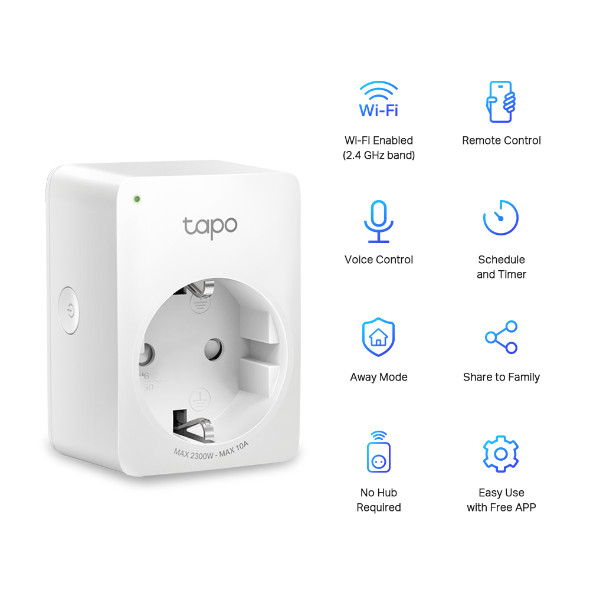 tapo
MAX 2300W - MAX 10A
Wi-Fi
Wi-Fi Enabled
(2.4 GHz band)
Remote Control
Voice Control
Schedule
and Timer
Away Mode
Share to Family
No Hub
Required
Easy Use
with Free APP